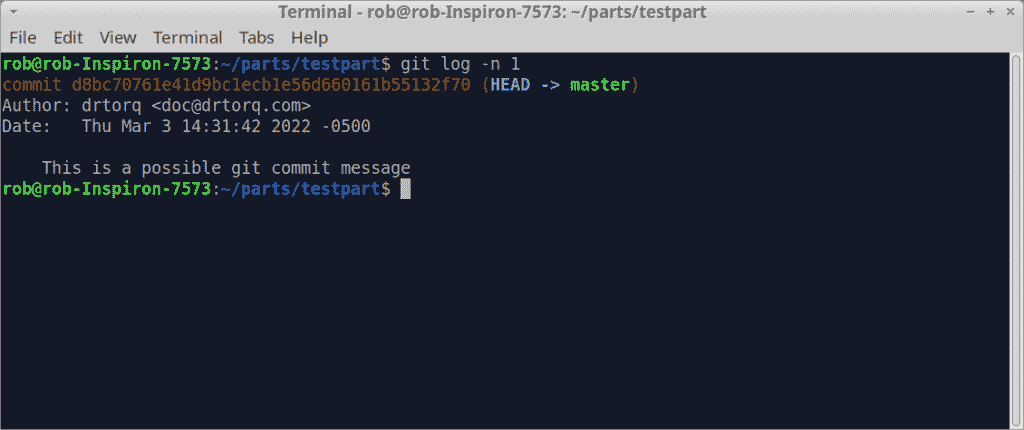 Terminal - rob@rob-Inspiron-7573: ~/parts/testpart
File Edit View Terminal Tabs Help
rob@rob-Inspiron-7573:~/parts/testpart$ git log -n 1
commit d8bc70761e41d9bc1ecb1e56d660161b55132f70 (HEAD -> master)
Author: drtorq <doc@drtorq.com>
Date:   Thu Mar 3 14:31:42 2022 -0500

    This is a possible git commit message
rob@rob-Inspiron-7573:~/parts/testpart$